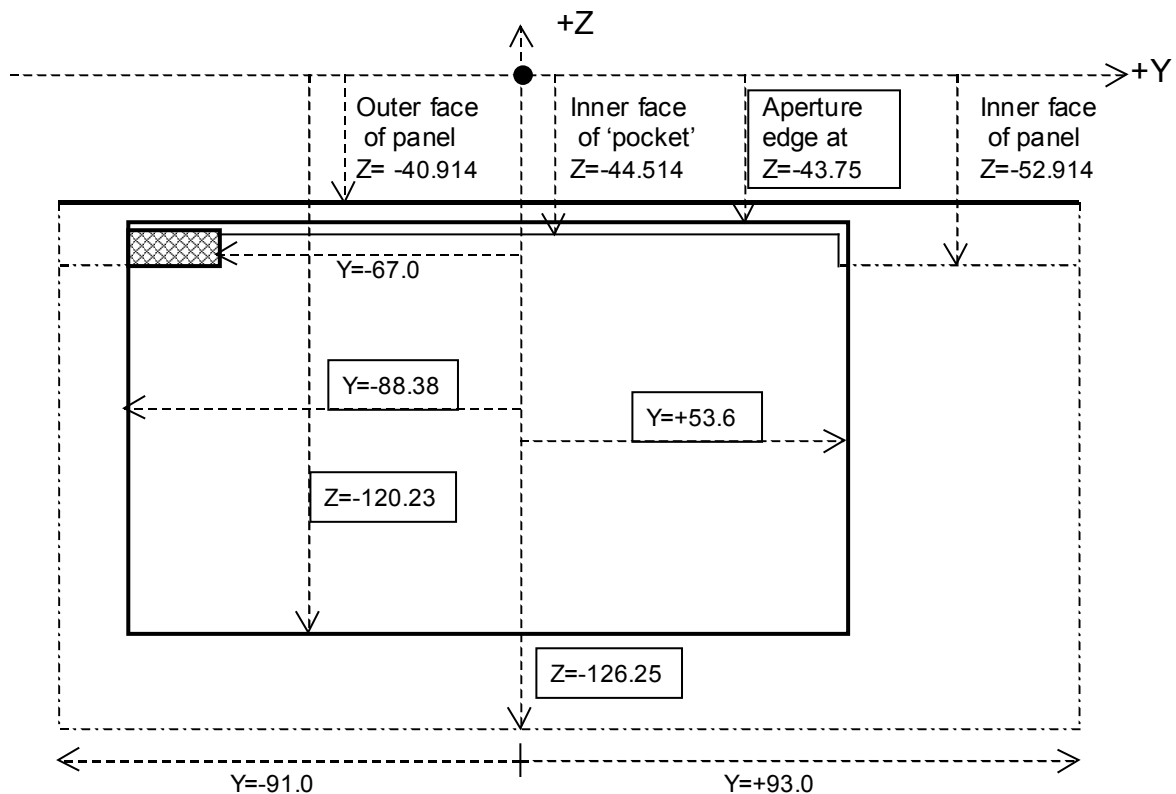 +Z
+Y
Outer face
of panel
Z= -40.914
Inner face
of ‘pocket’
Z=-44.514
Aperture
edge at
Z=-43.75
Inner face
of panel
Z=-52.914
Y=-67.0
Y=-88.38
Y=+53.6
Z=-120.23
Z=-126.25
Y=-91.0
Y=+93.0